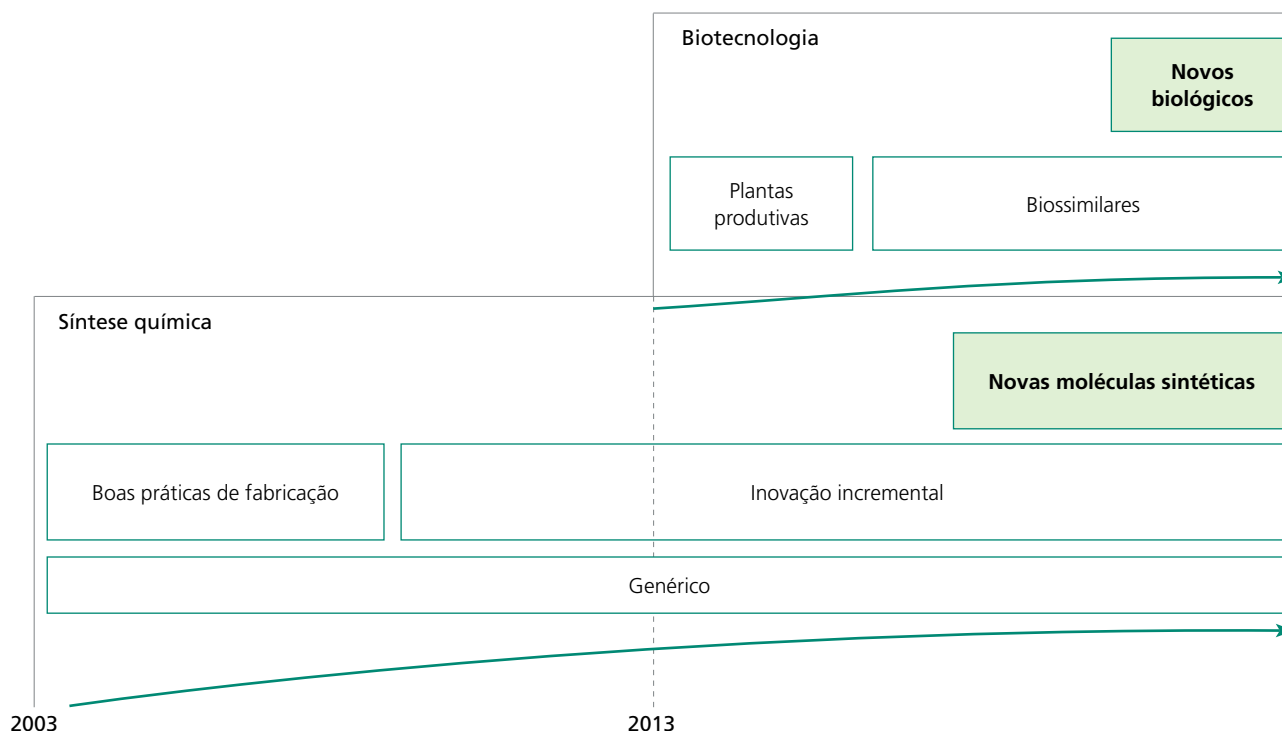 Biotecnologia
Novos
biológicos
Plantas
produtivas
Biossimilares
Síntese química
Novas moléculas sintéticas
Boas práticas de fabricação
Inovação incremental
Genérico
2003
2013